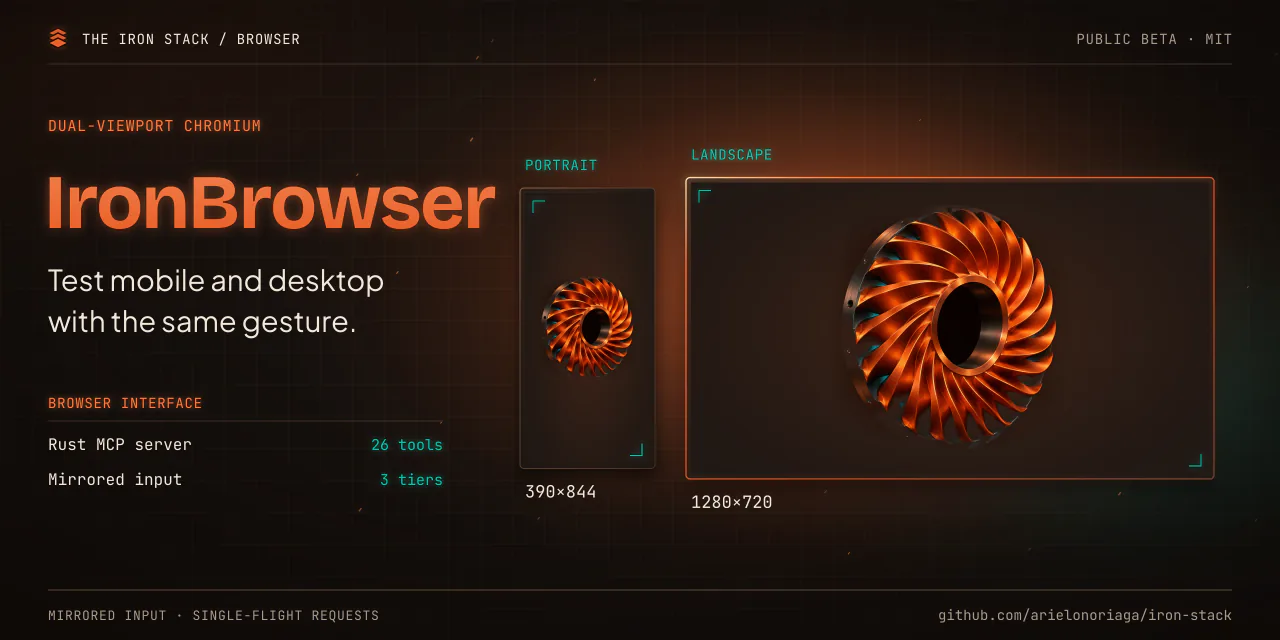 THE IRON STACK / BROWSER
PUBLIC BETA · MIT
DUAL-VIEWPORT CHROMIUM
IronBrowser
Test mobile and desktop
with the same gesture.
BROWSER INTERFACE
Rust MCP server 26 tools
Mirrored input 3 tiers
PORTRAIT
390×844
LANDSCAPE
1280×720
MIRRORED INPUT · SINGLE-FLIGHT REQUESTS
github.com/arielonoriaga/iron-stack